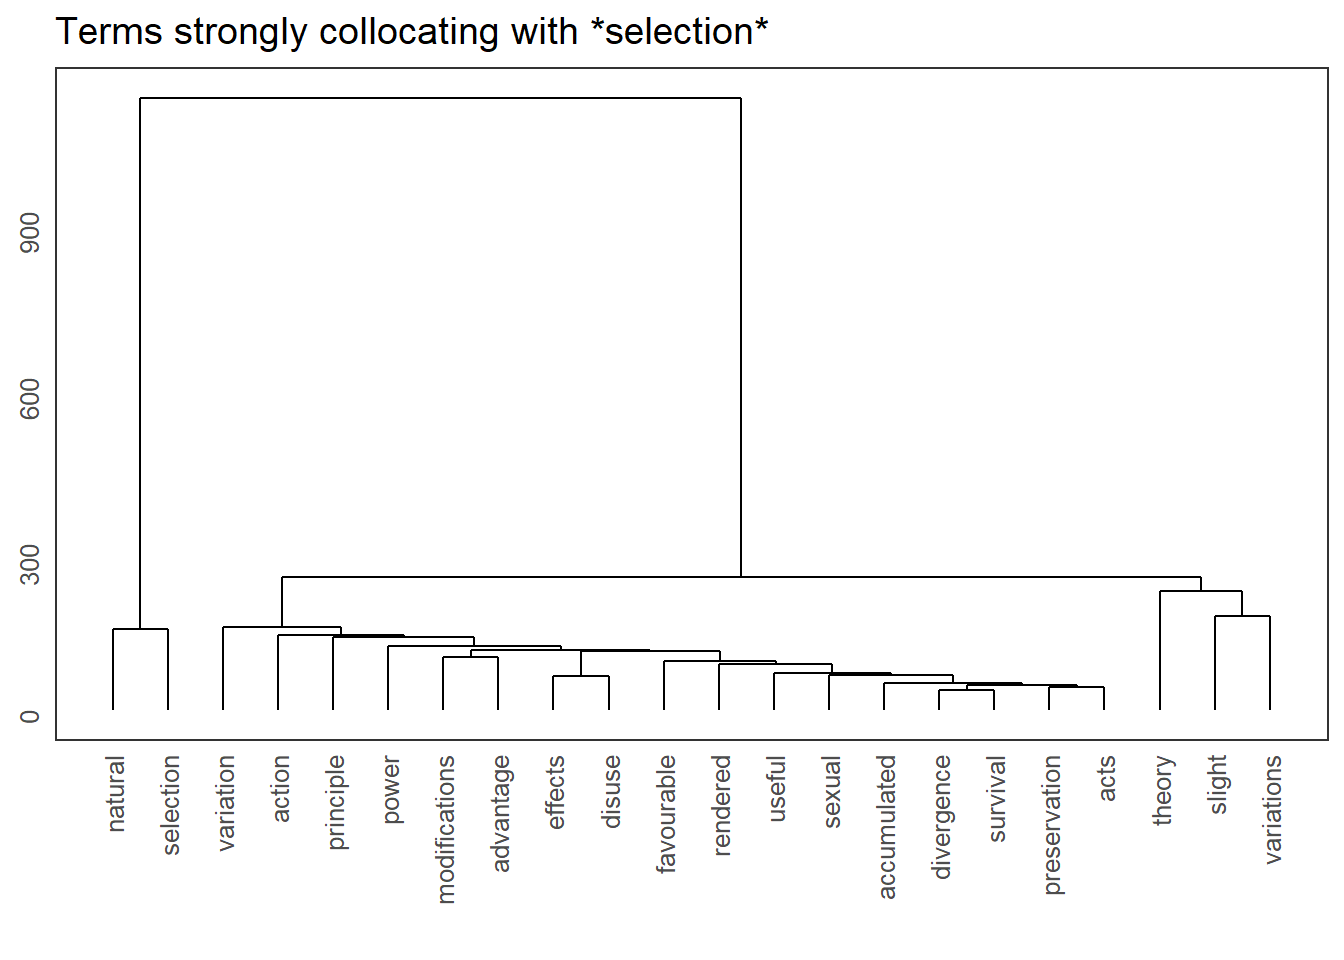 Terms strongly collocating with *selection*
900
600
300
0
natural
selection
variation
action
principle
power
modifications
advantage
effects
disuse
favourable
rendered
useful
sexual
accumulated
divergence
survival
preservation
acts
theory
slight
variations